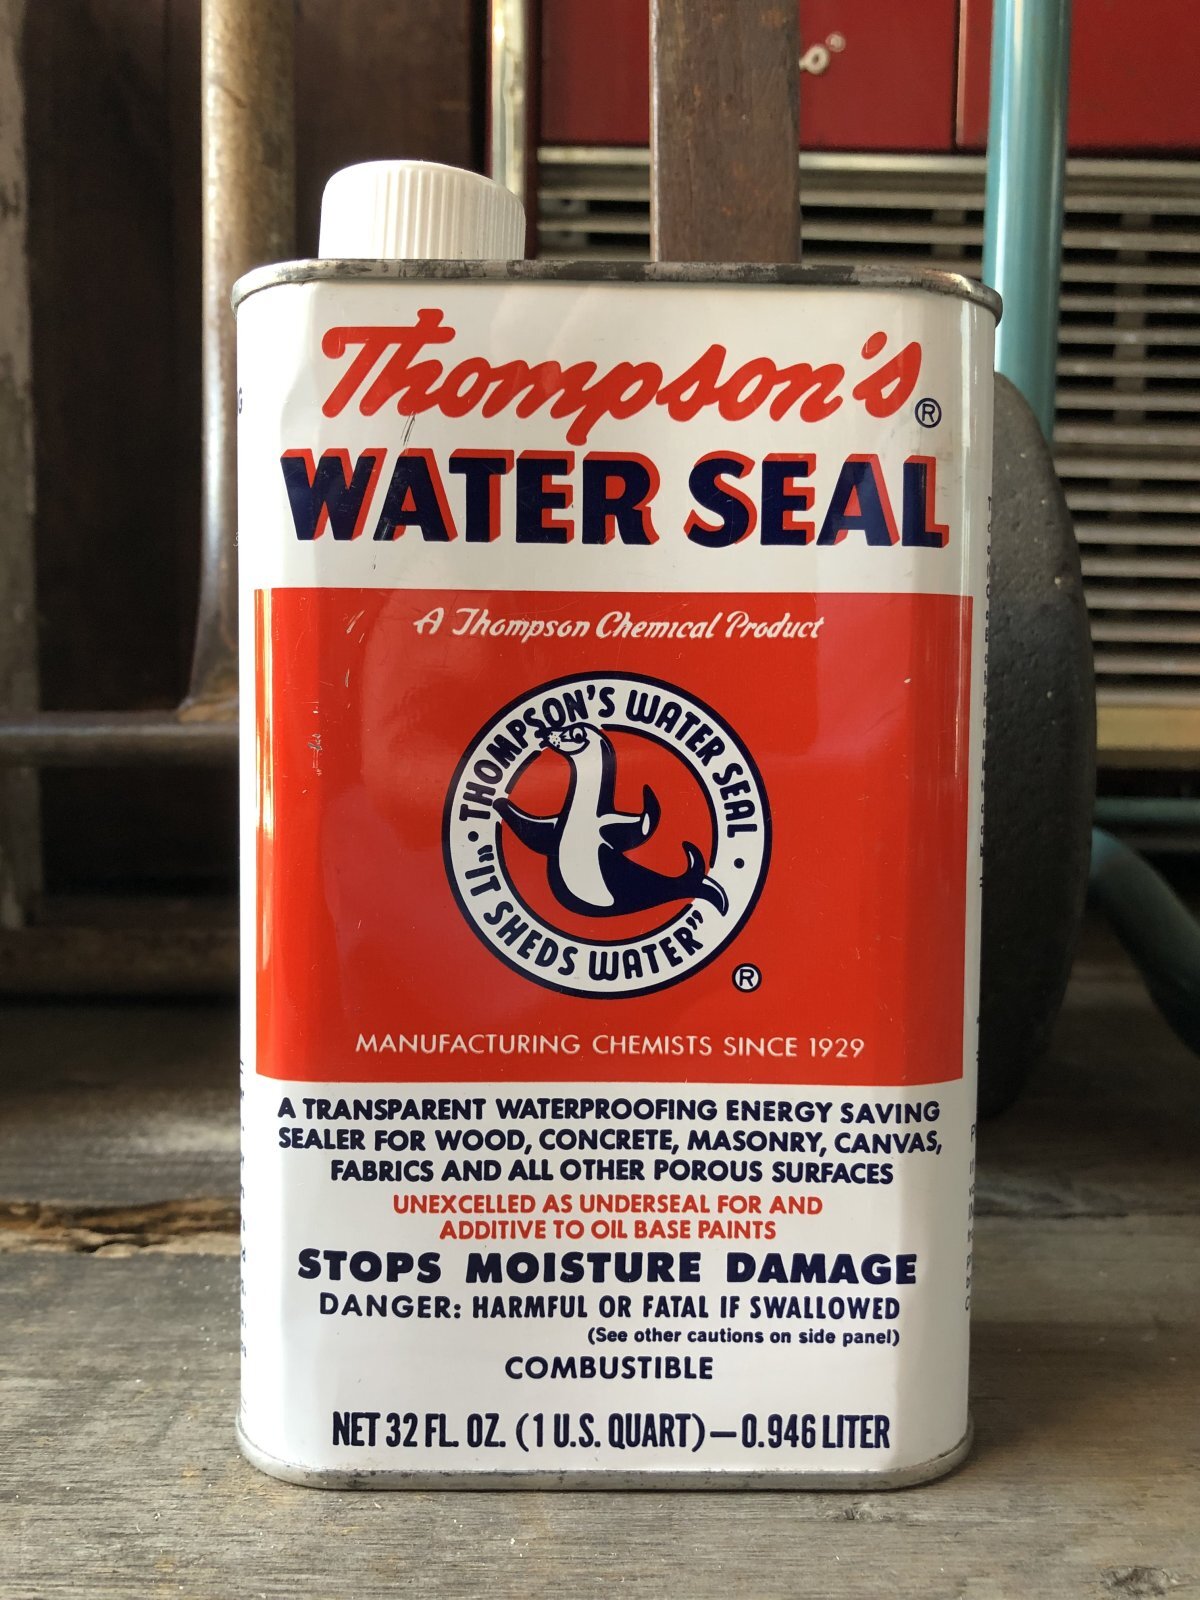 Thompson's®
WATER SEAL
A Thompson Chemical Product
THOMPSON'S WATER SEAL
"IT SHEDS WATER"
®
MANUFACTURING CHEMISTS SINCE 1929
A TRANSPARENT WATERPROOFING ENERGY SAVING
SEALER FOR WOOD, CONCRETE, MASONRY, CANVAS,
FABRICS AND ALL OTHER POROUS SURFACES
UNEXCELLED AS UNDERSEAL FOR AND
ADDITIVE TO OIL BASE PAINTS
STOPS MOISTURE DAMAGE
DANGER: HARMFUL OR FATAL IF SWALLOWED
(See other cautions on side panel)
COMBUSTIBLE
NET 32 FL. OZ. (1 U.S. QUART)—0.946 LITER